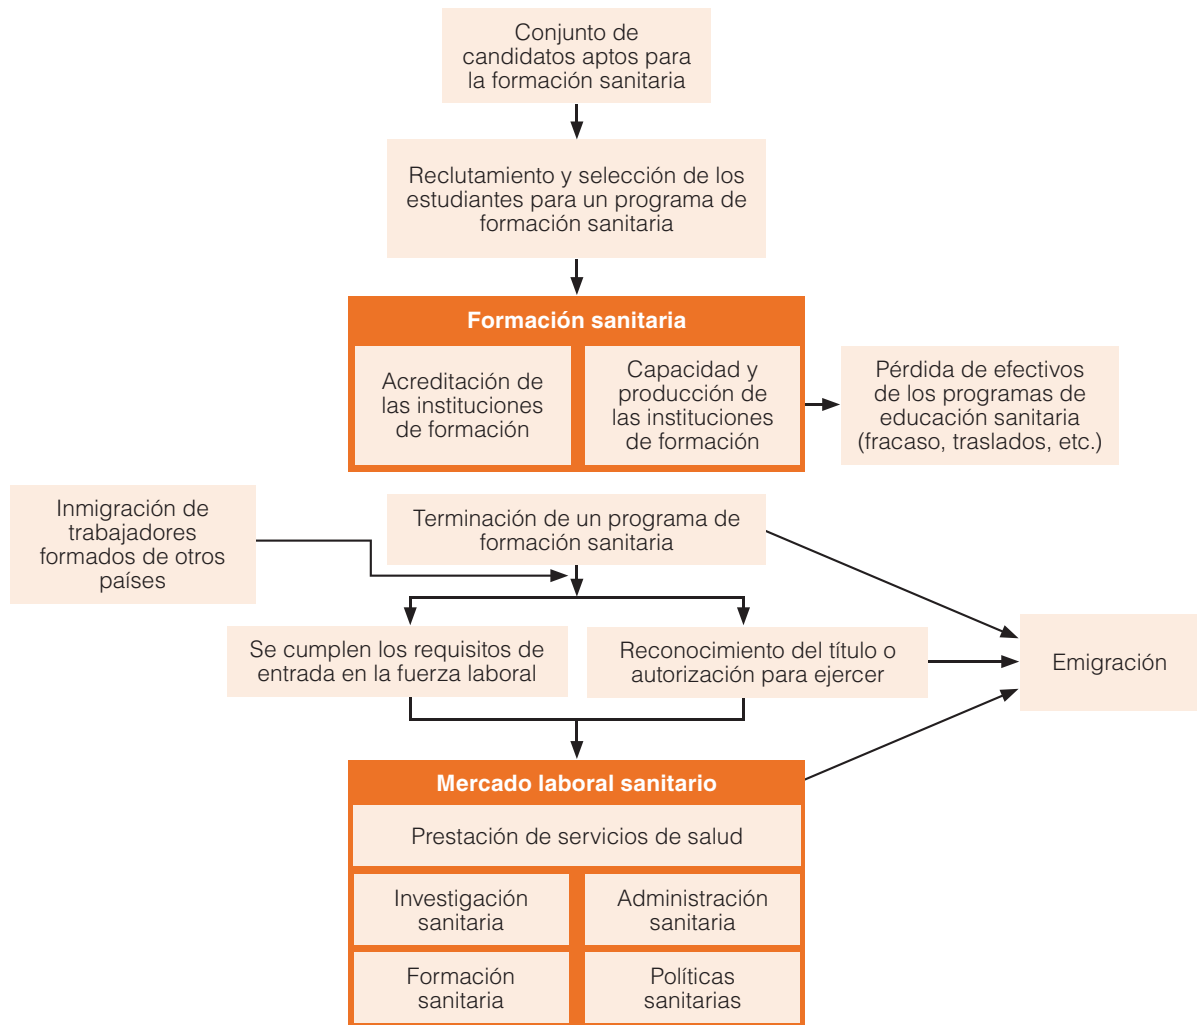 Conjunto de
candidatos aptos para
la formación sanitaria
Reclutamiento y selección de los
estudiantes para un programa de
formación sanitaria
Formación sanitaria
Acreditación de
las instituciones
de formación
Capacidad y
producción de
las instituciones
de formación
Pérdida de efectivos
de los programas de
educación sanitaria
(fracaso, traslados, etc.)
Inmigración de
trabajadores
formados de otros
países
Terminación de un programa de
formación sanitaria
Se cumplen los requisitos de
entrada en la fuerza laboral
Reconocimiento del título o
autorización para ejercer
Emigración
Mercado laboral sanitario
Prestación de servicios de salud
Investigación
sanitaria
Administración
sanitaria
Formación
sanitaria
Políticas
sanitarias